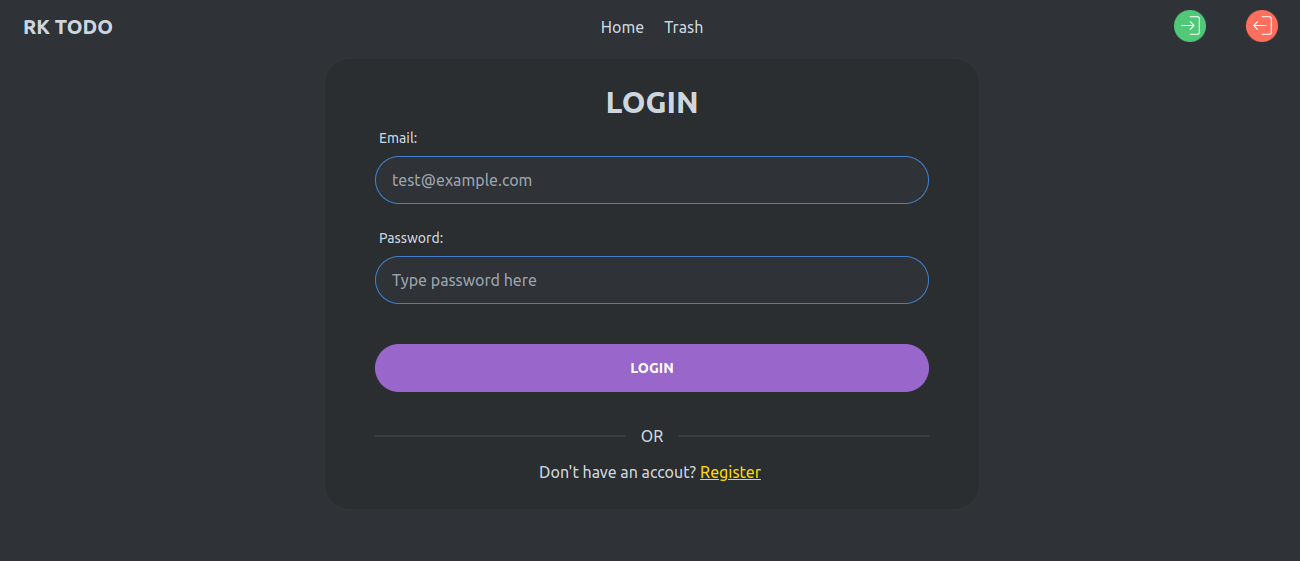 RK TODO
Home Trash
LOGIN
Email:
test@example.com
Password:
Type password here
LOGIN
OR
Don't have an accout? Register